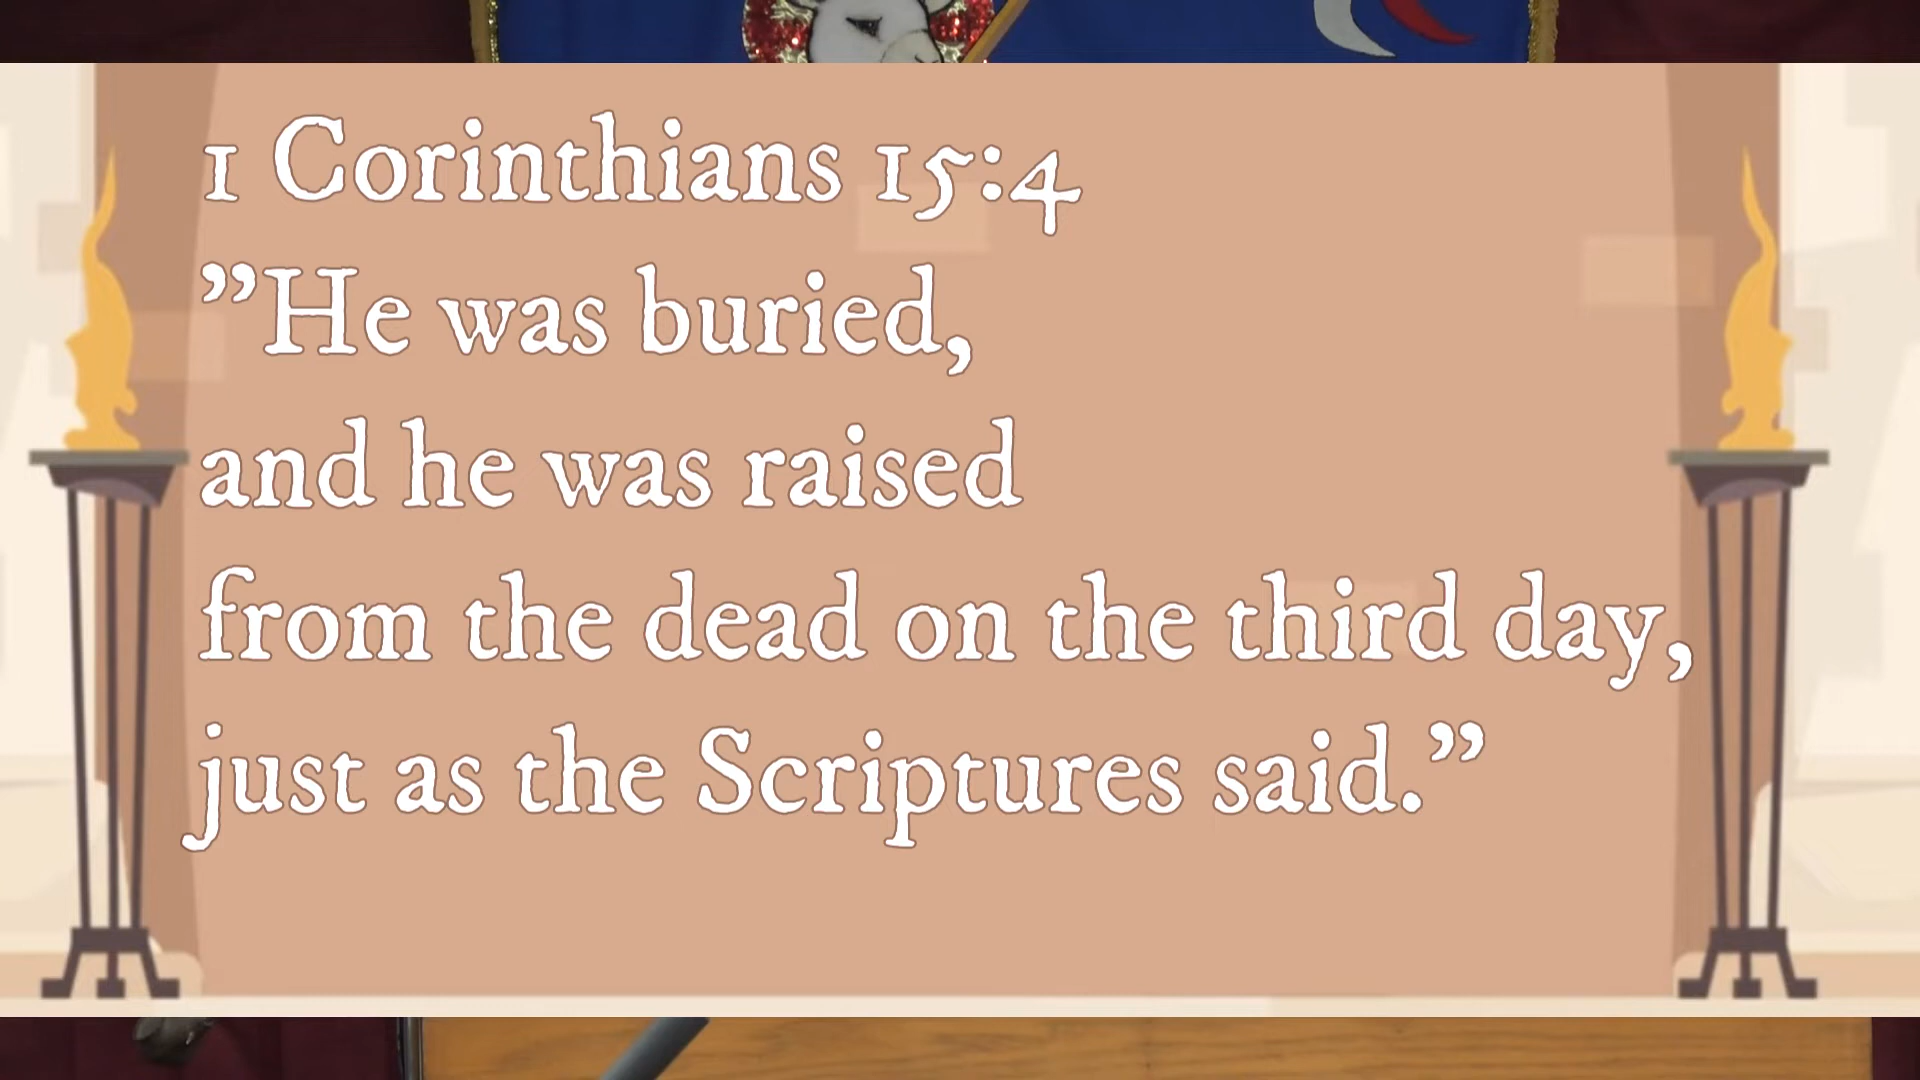 1 Corinthians 15:4
”He was buried,
and he was raised
from the dead on the third day,
just as the Scriptures said.”